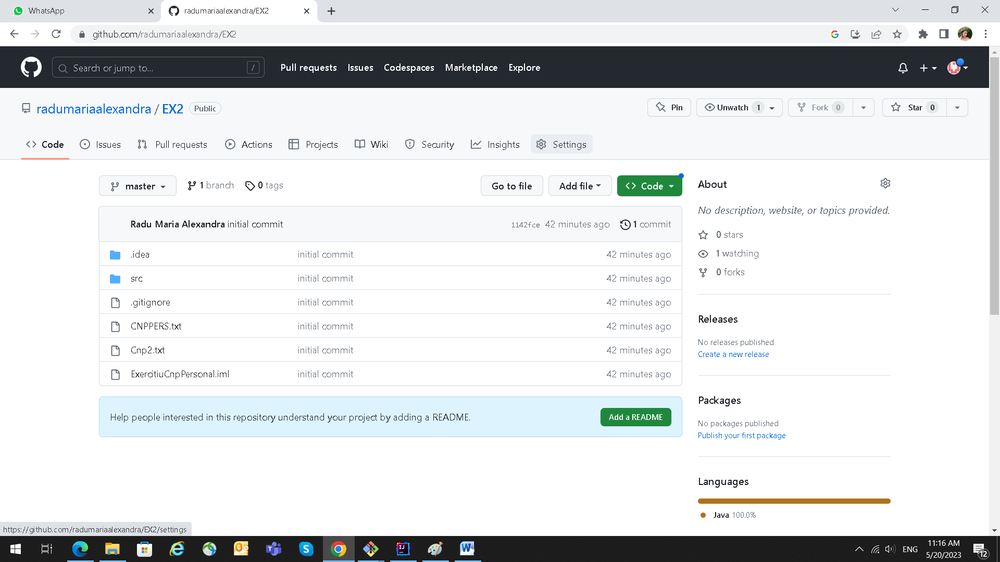 WhatsApp
radumariaalexandra/EX2
github.com/radumariaalexandra/EX2
Search or jump to...
/
Pull requests
Issues
Codespaces
Marketplace
Explore
radumariaalexandra / EX2
Public
Pin
Unwatch 1
Fork 0
Star 0
Code
Issues
Pull requests
Actions
Projects
Wiki
Security
Insights
Settings
master
1 branch
0 tags
Go to file
Add file
Code
Radu Maria Alexandra initial commit
1142fce 42 minutes ago
1 commit
.idea
initial commit
42 minutes ago
src
initial commit
42 minutes ago
.gitignore
initial commit
42 minutes ago
CNPPERS.txt
initial commit
42 minutes ago
Cnp2.txt
initial commit
42 minutes ago
ExercitiuCnpPersonal.iml
initial commit
42 minutes ago
Help people interested in this repository understand your project by adding a README.
Add a README
About
No description, website, or topics provided.
0 stars
1 watching
0 forks
Releases
No releases published
Create a new release
Packages
No packages published
Publish your first package
Languages
Java 100.0%
https://github.com/radumariaalexandra/EX2/settings
ENG
11:16 AM
5/20/2023
12